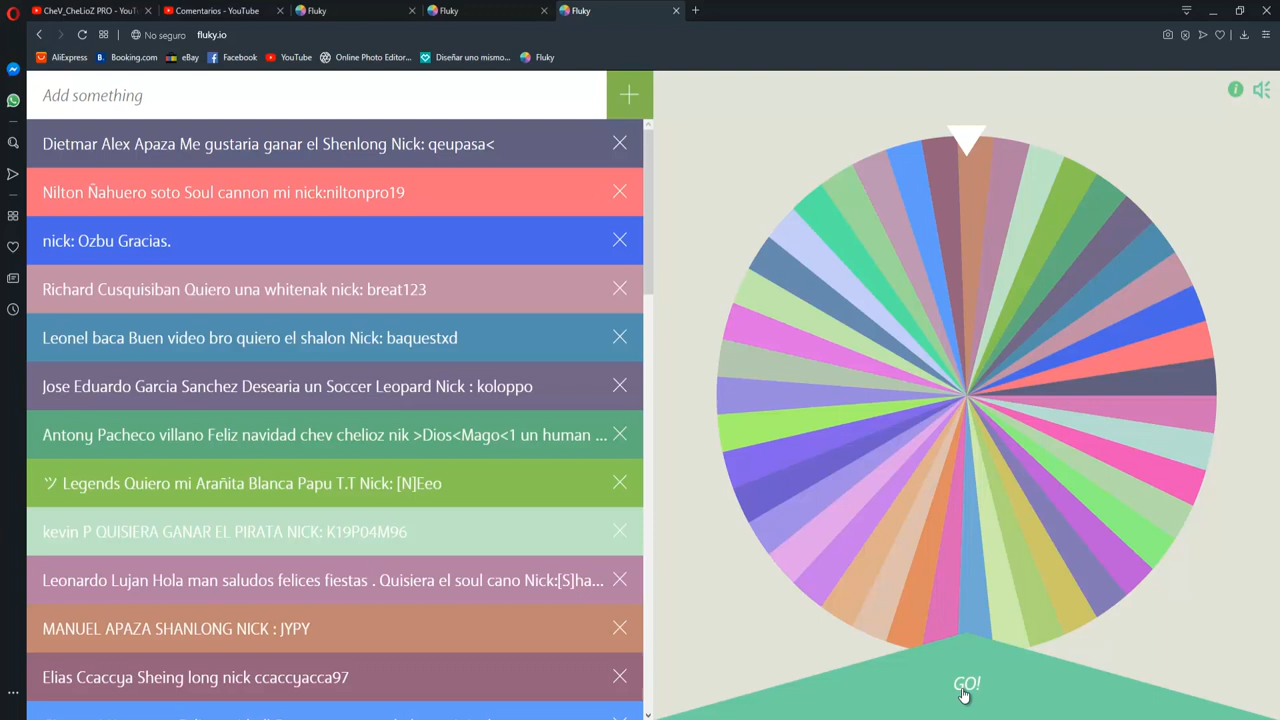 CheV_CheLioZ PRO - YouT
Comentarios - YouTube
Fluky
Fluky
Fluky
No seguro
fluky.io
AliExpress
Booking.com
eBay
Facebook
YouTube
Online Photo Editor...
Diseñar uno mismo...
Fluky
Add something
Dietmar Alex Apaza Me gustaria ganar el Shenlong Nick: qeupasa<
Nilton Ñahuero soto Soul cannon mi nick:niltonpro19
nick: Ozbu Gracias.
Richard Cusquisiban Quiero una whitenak nick: breat123
Leonel baca Buen video bro quiero el shalon Nick: baquestxd
Jose Eduardo Garcia Sanchez Desearia un Soccer Leopard Nick : koloppo
Antony Pacheco villano Feliz navidad chev chelioz nik >Dios<Mago<1 un human ...
ツ Legends Quiero mi Arañita Blanca Papu T.T Nick: [N]Eeo
kevin P QUISIERA GANAR EL PIRATA NICK: K19P04M96
Leonardo Lujan Hola man saludos felices fiestas . Quisiera el soul cano Nick:[S]ha...
MANUEL APAZA SHANLONG NICK : JYPY
Elias Ccaccya Sheing long nick ccaccyacca97
GO!